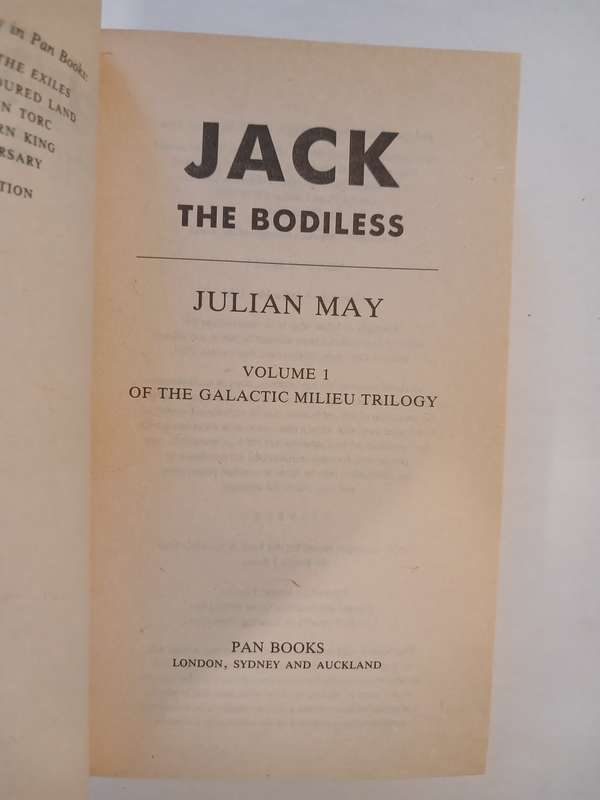 in Pan Books:
THE EXILES
OURED LAND
N TORC
RN KING
RSARY
TION
JACK
THE BODILESS
JULIAN MAY
VOLUME 1
OF THE GALACTIC MILIEU TRILOGY
PAN BOOKS
LONDON, SYDNEY AND AUCKLAND